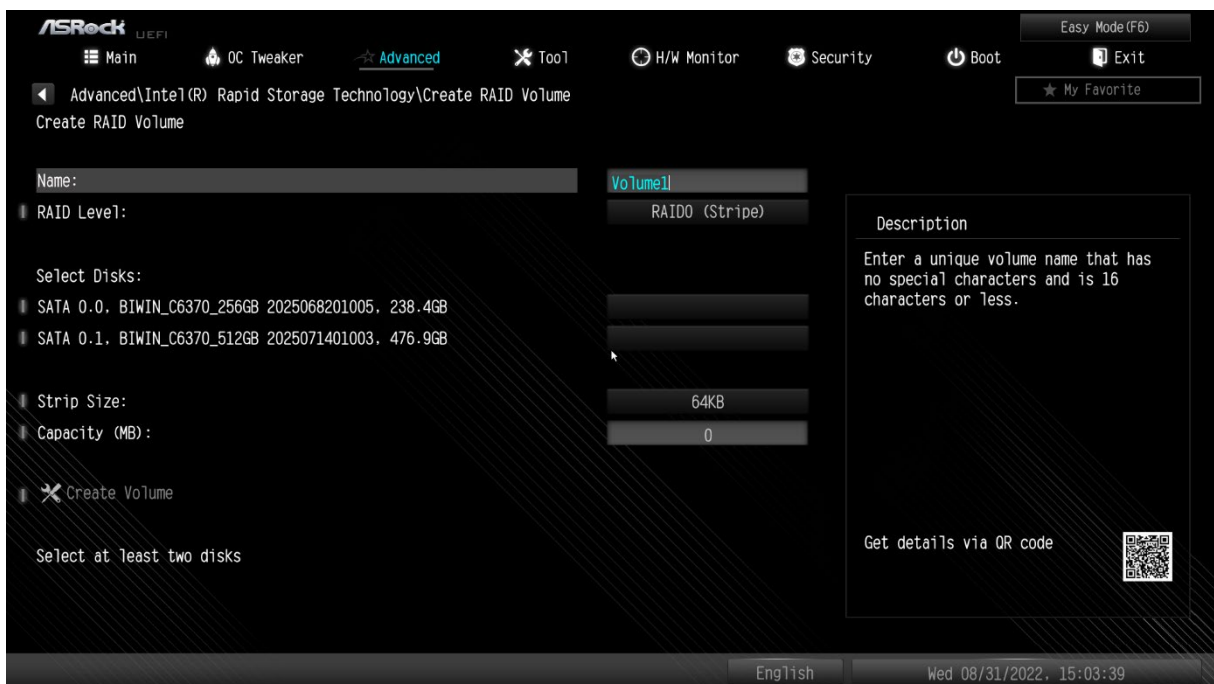 ASRock UEFI
Easy Mode(F6)
Main OC Tweaker Advanced Tool H/W Monitor Security Boot Exit
Advanced\Intel(R) Rapid Storage Technology\Create RAID Volume
My Favorite
Create RAID Volume
Name: Volume1
RAID Level: RAID0 (Stripe)
Description
Enter a unique volume name that has
no special characters and is 16
characters or less.
Select Disks:
SATA 0.0, BIWIN_C6370_256GB 2025068201005, 238.4GB
SATA 0.1, BIWIN_C6370_512GB 2025071401003, 476.9GB
Strip Size: 64KB
Capacity (MB): 0
Create Volume
Select at least two disks
Get details via QR code
English Wed 08/31/2022, 15:03:39